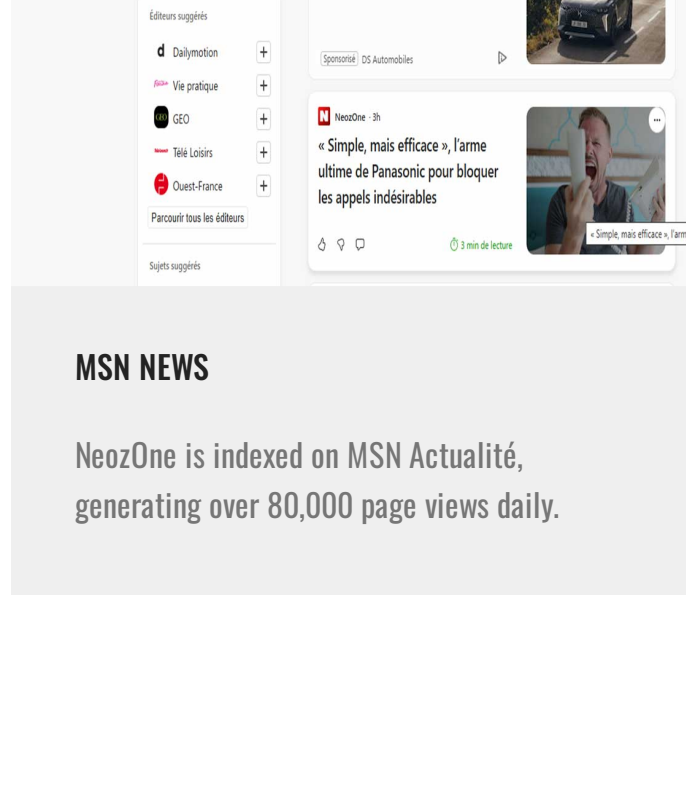 Éditeurs suggérés
d Dailymotion +
Vie pratique +
GEO GEO +
Télé Loisirs +
Ouest-France +
Parcourir tous les éditeurs
Sujets suggérés
Sponsorisé DS Automobiles
N NeozOne · 3h
« Simple, mais efficace », l'arme
ultime de Panasonic pour bloquer
les appels indésirables
3 min de lecture
« Simple, mais efficace », l'arm
MSN NEWS
NeozOne is indexed on MSN Actualité,
generating over 80,000 page views daily.